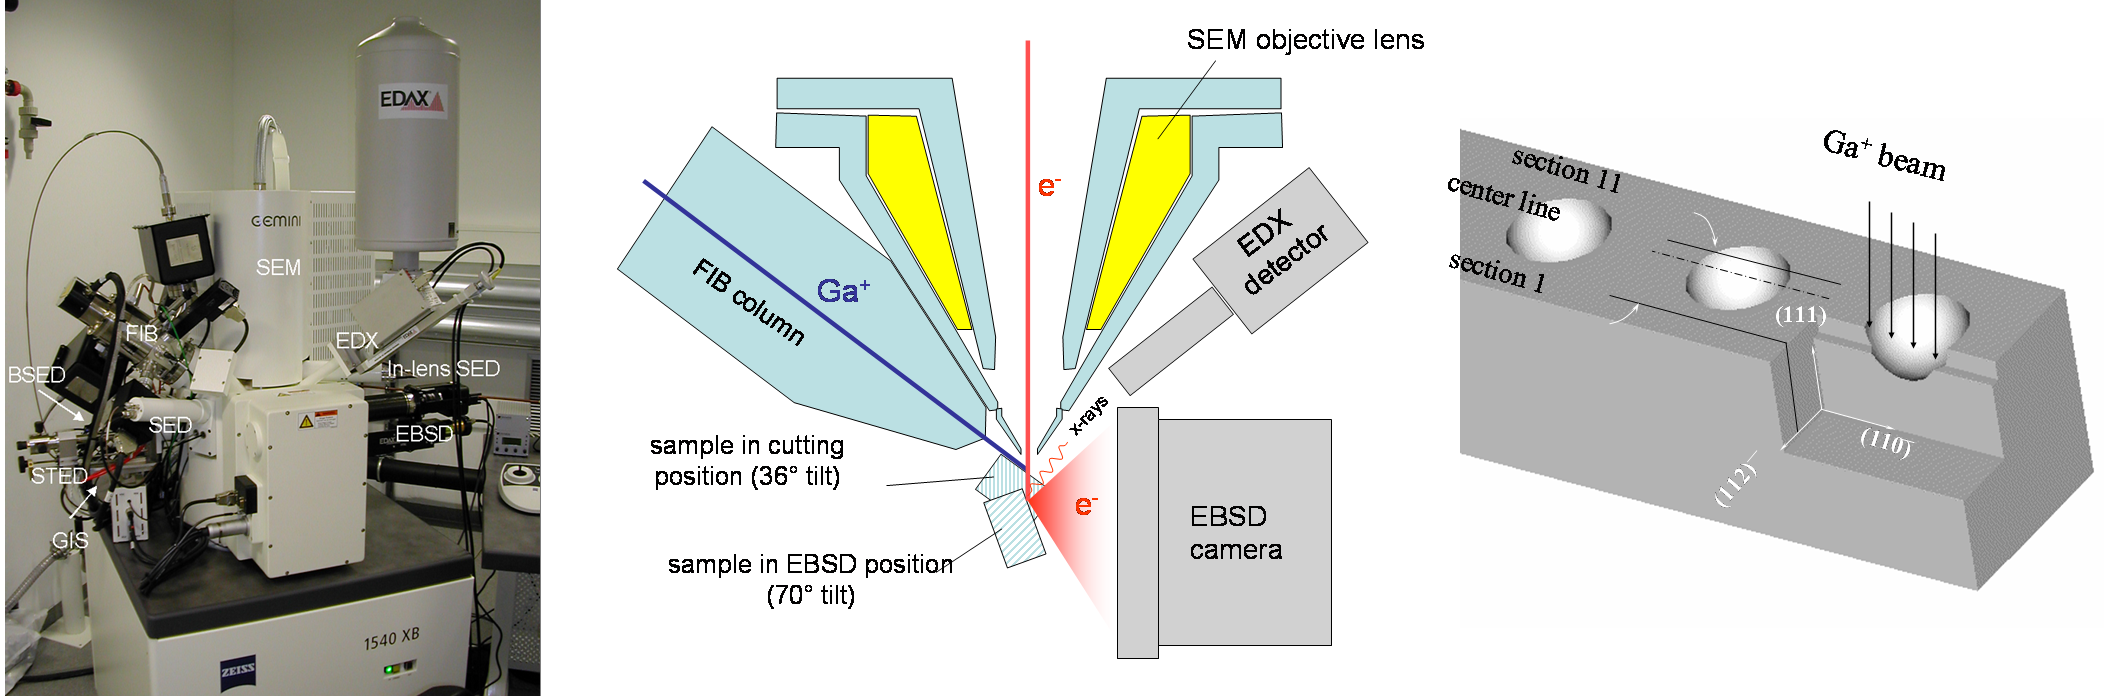 EDAX
GEMINI
SEM
FIB
EDX
In-lens SED
BSED
SED
EBSD
STED
GIS
1540 XB
ZEISS
SEM objective lens
e-
EDX
detector
Ga+
FIB column
x-rays
sample in cutting
position (36° tilt)
e-
EBSD
camera
sample in EBSD position
(70° tilt)
section 11
Ga+ beam
center line
section 1
(111)
(110)
(112)